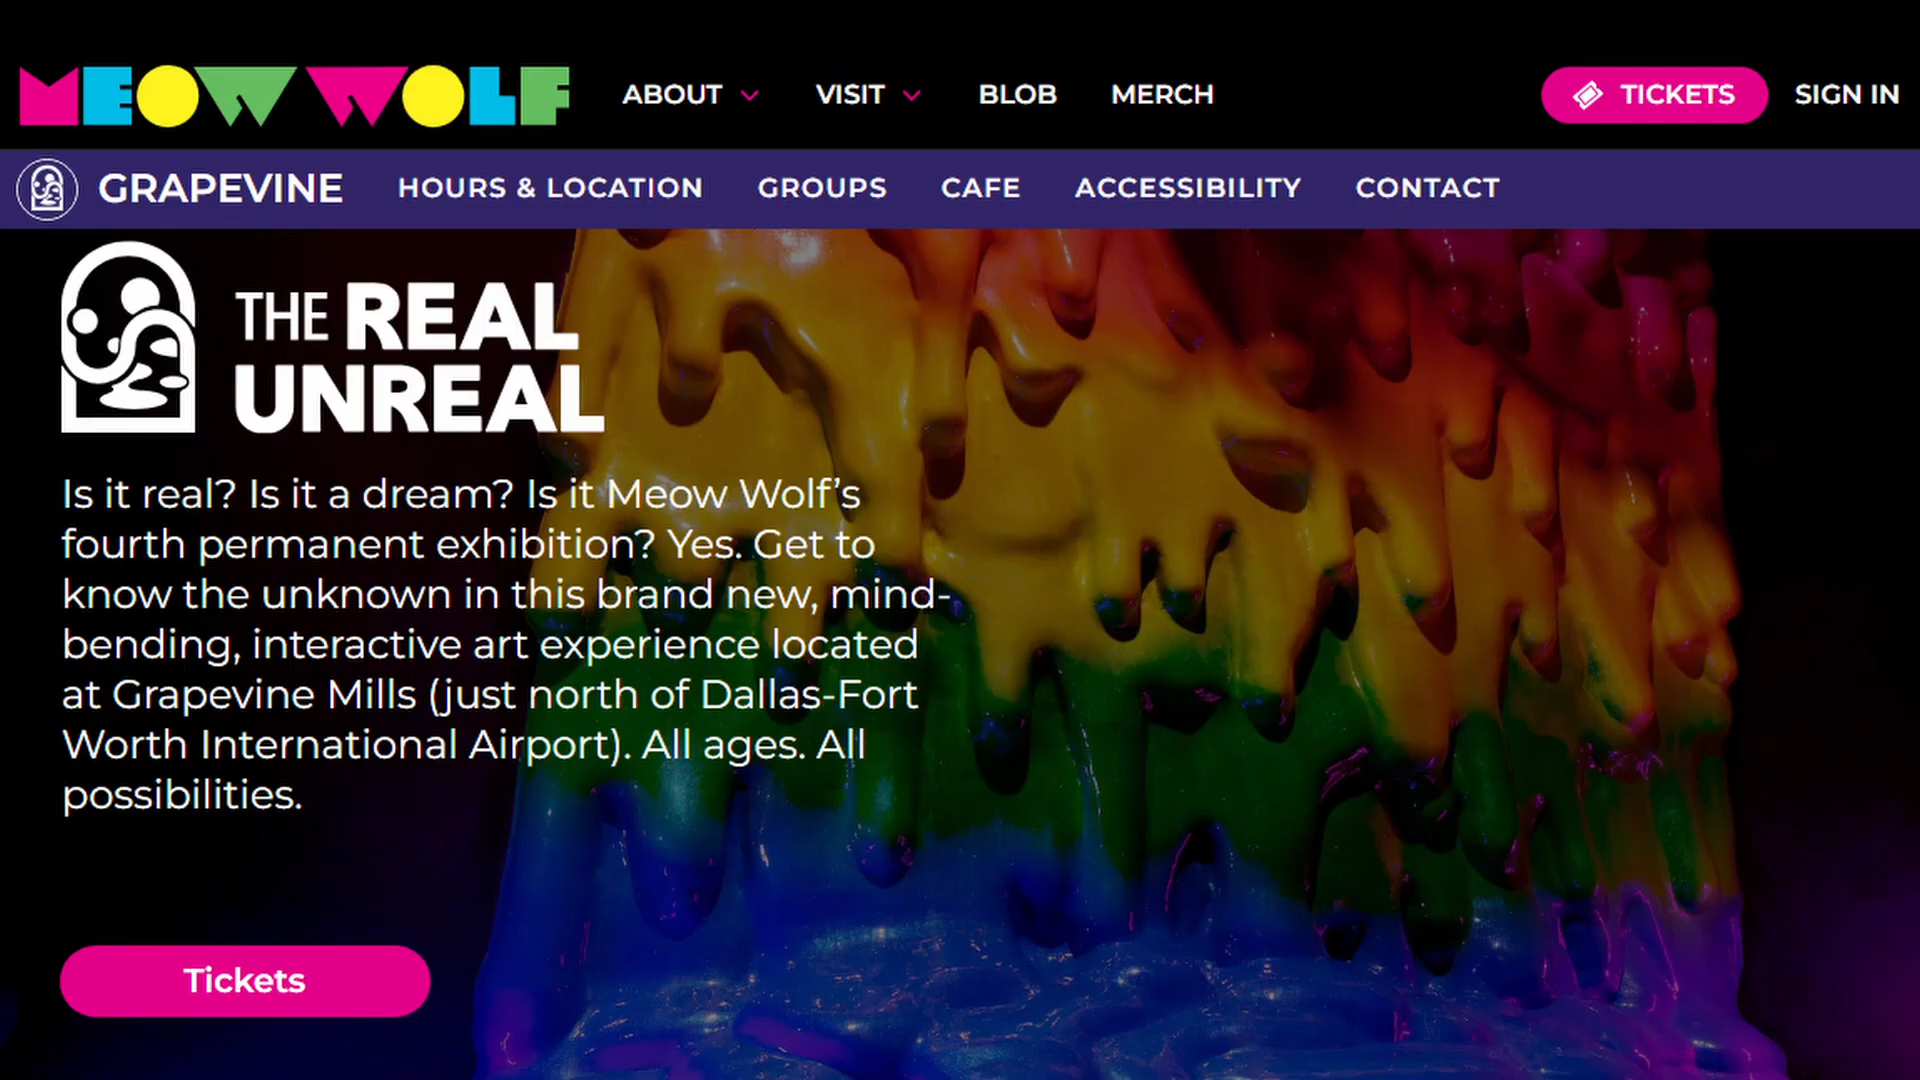 MEOW WOLF ABOUT VISIT BLOB MERCH TICKETS SIGN IN
GRAPEVINE HOURS & LOCATION GROUPS CAFE ACCESSIBILITY CONTACT
THE REAL
UNREAL
Is it real? Is it a dream? Is it Meow Wolf’s
fourth permanent exhibition? Yes. Get to
know the unknown in this brand new, mind-
bending, interactive art experience located
at Grapevine Mills (just north of Dallas-Fort
Worth International Airport). All ages. All
possibilities.
Tickets